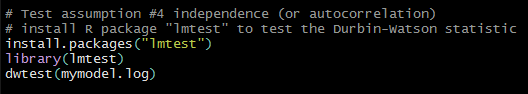 # Test assumption #4 independence (or autocorrelation)
# install R package "lmtest" to test the Durbin-Watson statistic
install.packages("lmtest")
library(lmtest)
dwtest(mymodel.log)